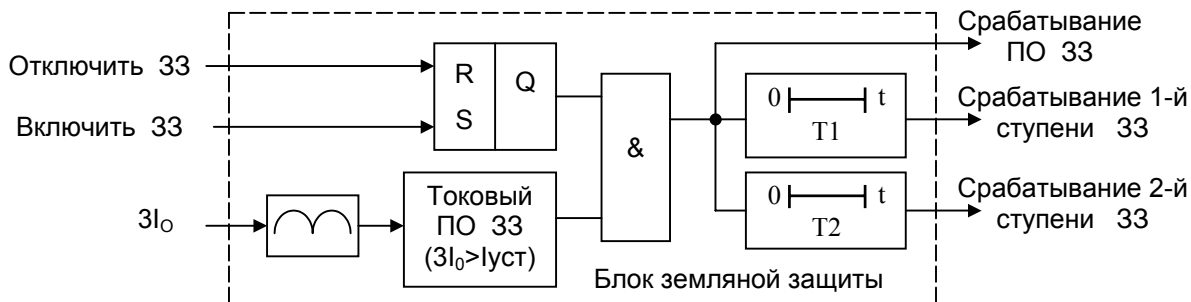 Отключить ЗЗ
Включить ЗЗ
3I₀
R
S
Q
Токовый
ПО ЗЗ
(3I₀>Iуст)
&
0 t
T1
0 t
T2
Срабатывание
ПО ЗЗ
Срабатывание 1-й
ступени ЗЗ
Срабатывание 2-й
ступени ЗЗ
Блок земляной защиты